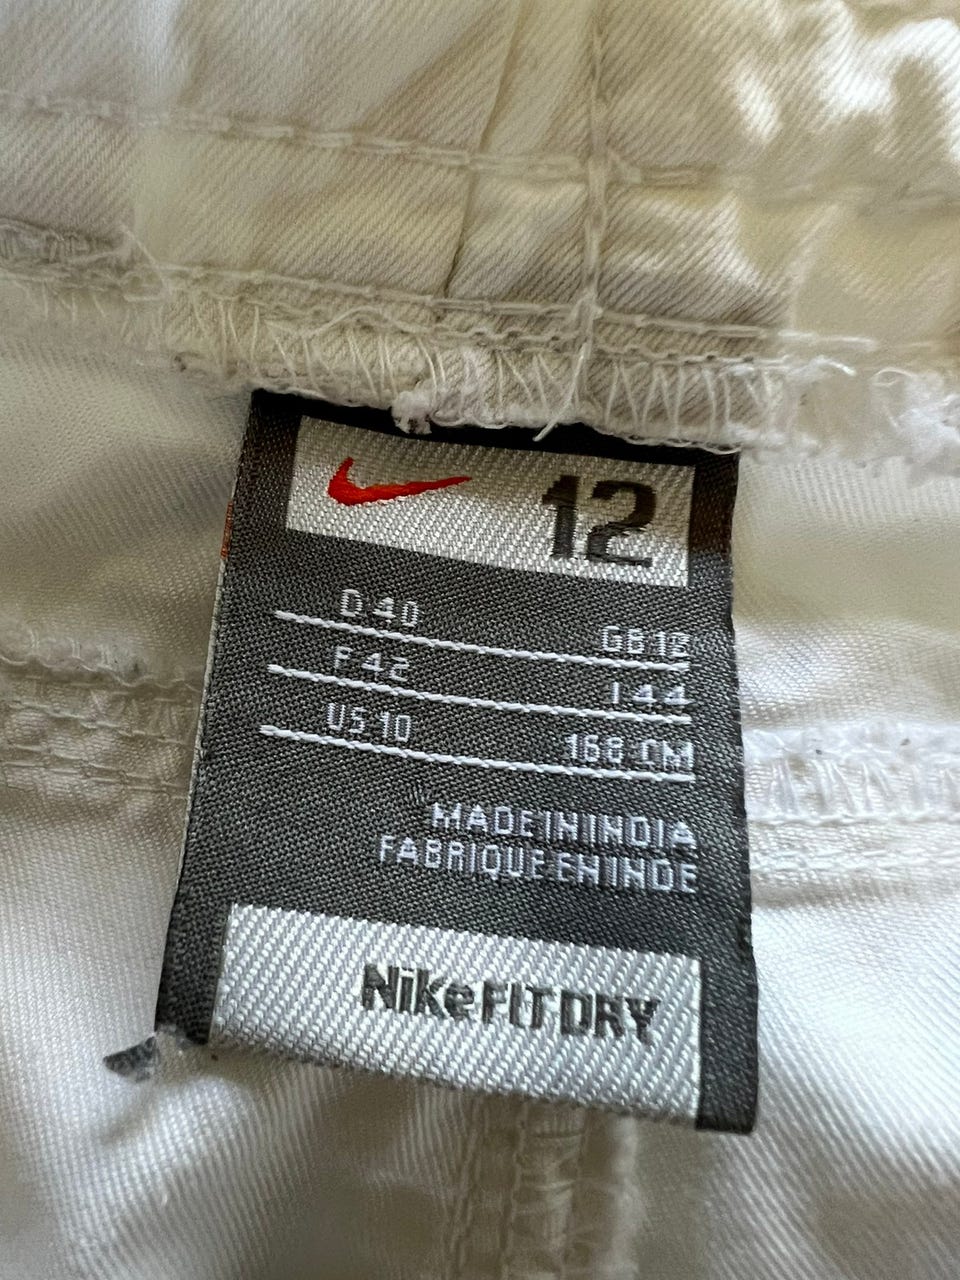 12
D 40 GB 12
F 42 I 44
US 10 168 CM
MADE IN INDIA
FABRIQUE EN INDE
Nike FIT DRY